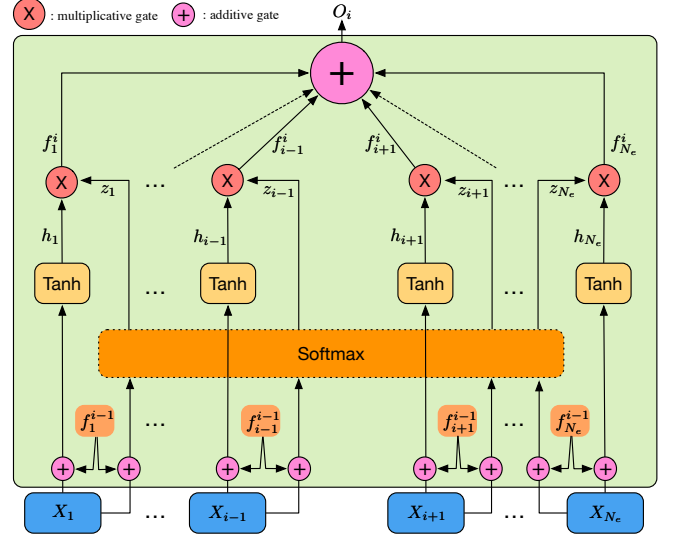 X : multiplicative gate + : additive gate
O_i
+
f_1^i f_{i-1}^i f_{i+1}^i f_{N_e}^i
X z_1 ... X z_{i-1} X z_{i+1} ... z_{N_e} X
h_1 h_{i-1} h_{i+1} h_{N_e}
Tanh ... Tanh Tanh ... Tanh
Softmax
f_1^{i-1} ... f_{i-1}^{i-1} f_{i+1}^{i-1} ... f_{N_e}^{i-1}
+ + + + + + + +
X_1 ... X_{i-1} X_{i+1} ... X_{N_e}